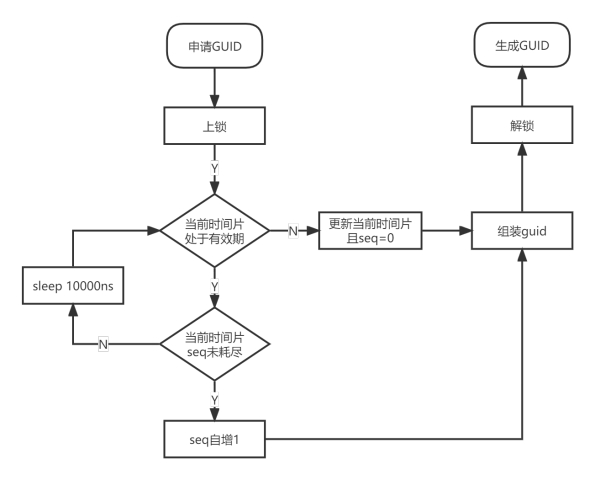 申请GUID
生成GUID
上锁
解锁
Y
当前时间片
处于有效期
N
更新当前时间片
且seq=0
组装guid
sleep 10000ns
Y
当前时间片
seq未耗尽
N
Y
seq自增1